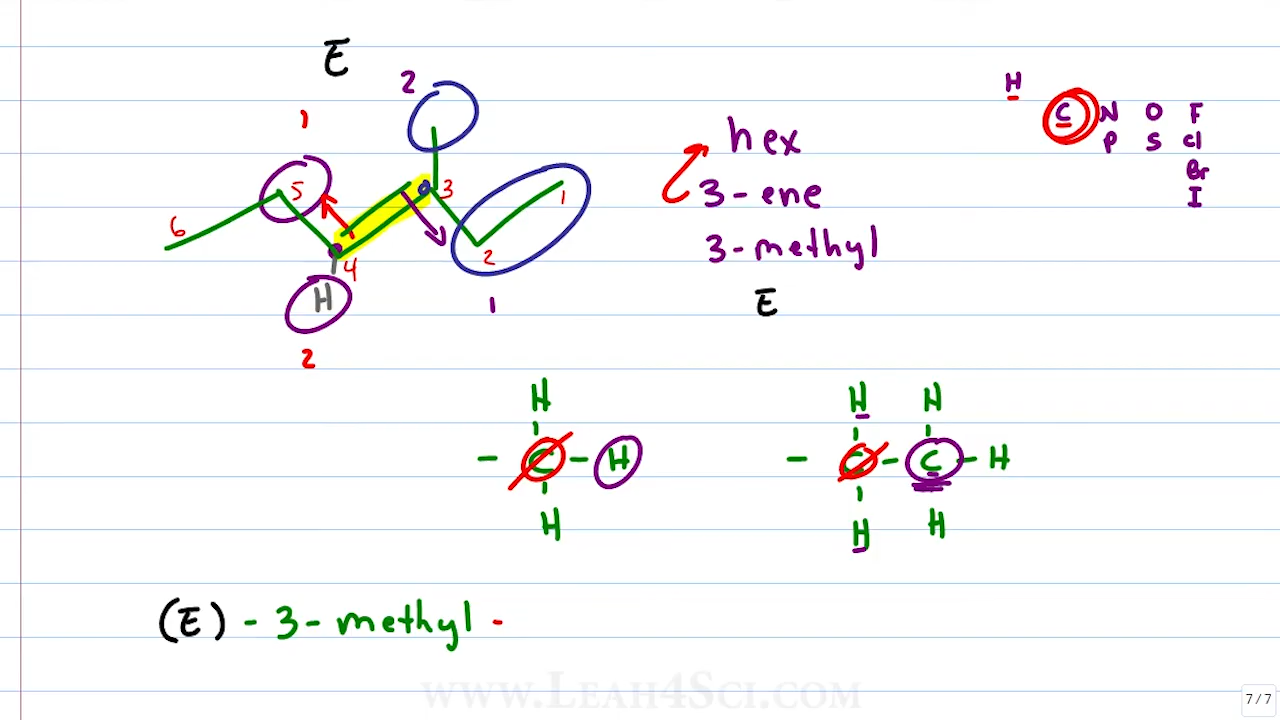 E
2
1
H
C N O F
P S Cl
Br
I
hex
5
3
6
1
3-ene
4
2
3-methyl
H
1
E
2
H
H H
- C - H
- C - C - H
H
H H
(E) - 3 - methyl -
www.Leah4Sci.com
7/7